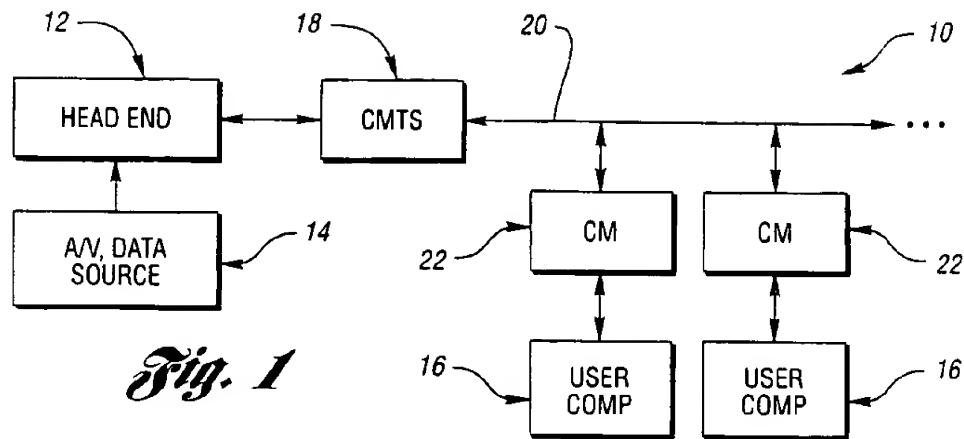 12
18
20
10
HEAD END
CMTS
...
A/V, DATA
SOURCE
14
22
CM
CM
22
Fig. 1
16
USER
COMP
USER
COMP
16